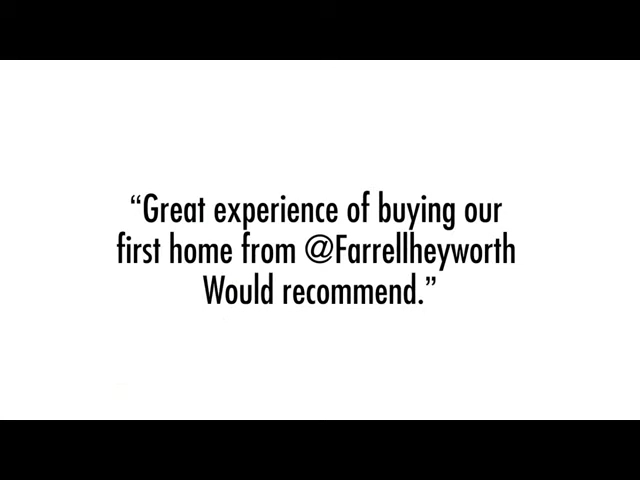 “Great experience of buying our
first home from @Farrellheyworth
Would recommend.”